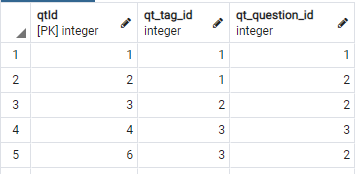 qtId qt_tag_id qt_question_id
[PK] integer integer integer
1 1 1 1
2 2 1 2
3 3 2 2
4 4 3 3
5 6 3 2